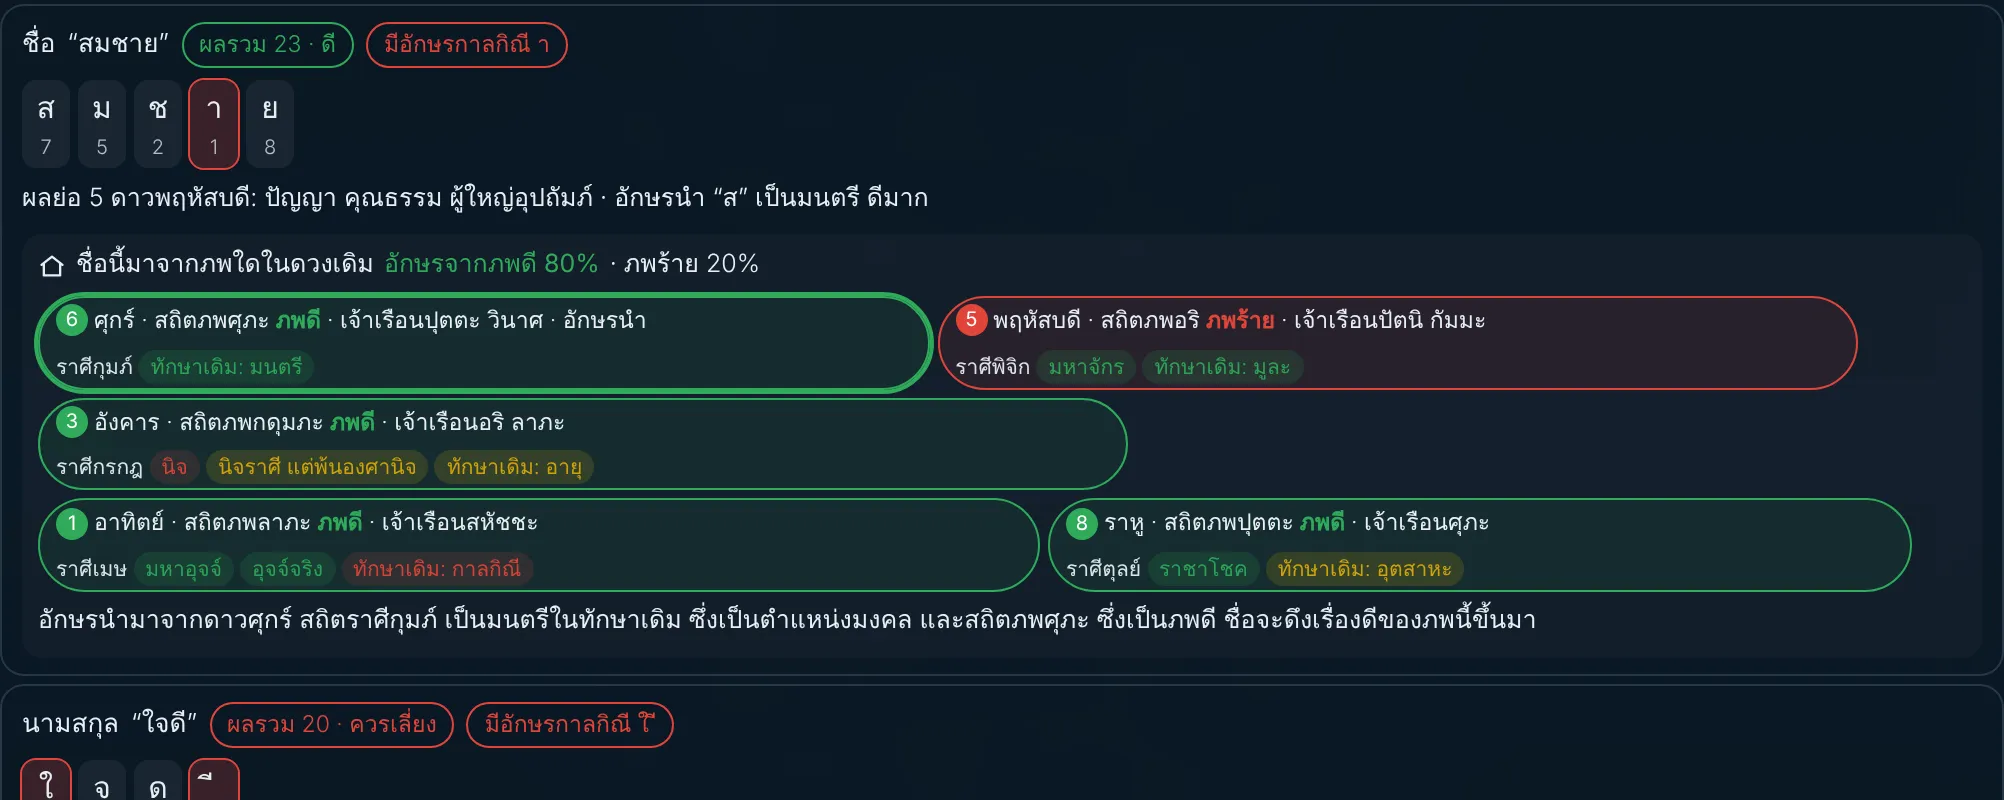 ชื่อ “สมชาย” ผลรวม 23 · ดี มีอักษรกาลกิณี า
ส ม ช า ย
7 5 2 1 8
ผลย่อ 5 ดาวพฤหัสบดี: ปัญญา คุณธรรม ผู้ใหญ่อุปถัมภ์ · อักษรนำ “ส” เป็นมนตรี ดีมาก
ชื่อนี้มาจากภพใดในดวงเดิม อักษรจากภพดี 80% · ภพร้าย 20%
6 ศุกร์ · สถิตภพศุภะ ภพดี · เจ้าเรือนปุตตะ วินาศ · อักษรนำ
ราศีกุมภ์ ทักษาเดิม: มนตรี
5 พฤหัสบดี · สถิตภพอริ ภพร้าย · เจ้าเรือนปัตนิ กัมมะ
ราศีพิจิก มหาจักร ทักษาเดิม: มูละ
3 อังคาร · สถิตภพกดุมภะ ภพดี · เจ้าเรือนอริ ลาภะ
ราศีกรกฎ นิจ นิจราศี แต่พ้นองศานิจ ทักษาเดิม: อายุ
1 อาทิตย์ · สถิตภพลาภะ ภพดี · เจ้าเรือนสหัชชะ
ราศีเมษ มหาอุจจ์ อุจจ์จริง ทักษาเดิม: กาลกิณี
8 ราหู · สถิตภพปุตตะ ภพดี · เจ้าเรือนศุภะ
ราศีตุลย์ ราชาโชค ทักษาเดิม: อุตสาหะ
อักษรนำมาจากดาวศุกร์ สถิตราศีกุมภ์ เป็นมนตรีในทักษาเดิม ซึ่งเป็นตำแหน่งมงคล และสถิตภพศุภะ ซึ่งเป็นภพดี ชื่อจะดึงเรื่องดีของภพนี้ขึ้นมา
นามสกุล “ใจดี” ผลรวม 20 · ควรเลี่ยง มีอักษรกาลกิณี ใ ี
ใ จ ด ี